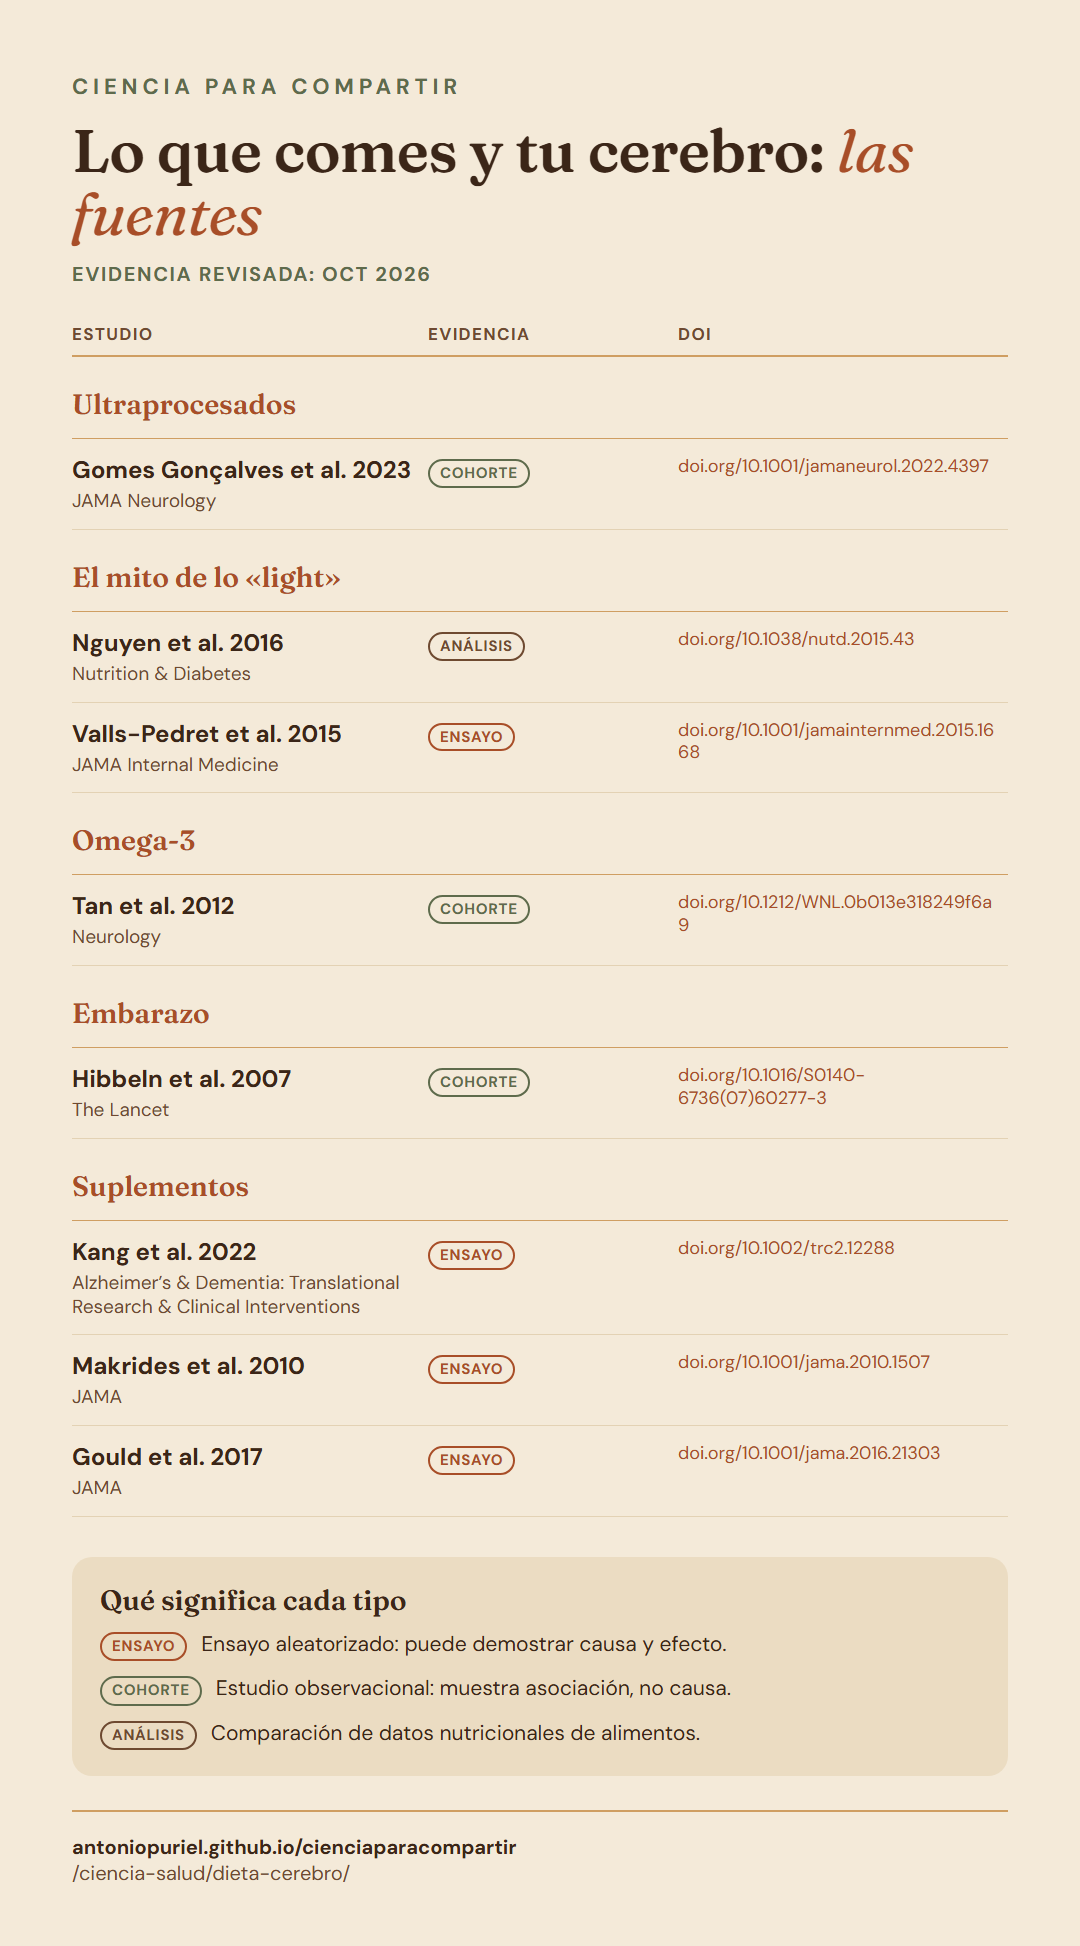 CIENCIA PARA COMPARTIR
Lo que comes y tu cerebro: las
fuentes
EVIDENCIA REVISADA: OCT 2026
ESTUDIO EVIDENCIA DOI
Ultraprocesados
Gomes Gonçalves et al. 2023 COHORTE doi.org/10.1001/jamaneurol.2022.4397
JAMA Neurology
El mito de lo «light»
Nguyen et al. 2016 ANÁLISIS doi.org/10.1038/nutd.2015.43
Nutrition & Diabetes
Valls-Pedret et al. 2015 ENSAYO doi.org/10.1001/jamainternmed.2015.16
68
JAMA Internal Medicine
Omega-3
Tan et al. 2012 COHORTE doi.org/10.1212/WNL.0b013e318249f6a
9
Neurology
Embarazo
Hibbeln et al. 2007 COHORTE doi.org/10.1016/S0140-
6736(07)60277-3
The Lancet
Suplementos
Kang et al. 2022 ENSAYO doi.org/10.1002/trc2.12288
Alzheimer's & Dementia: Translational
Research & Clinical Interventions
Makrides et al. 2010 ENSAYO doi.org/10.1001/jama.2010.1507
JAMA
Gould et al. 2017 ENSAYO doi.org/10.1001/jama.2016.21303
JAMA
Qué significa cada tipo
ENSAYO Ensayo aleatorizado: puede demostrar causa y efecto.
COHORTE Estudio observacional: muestra asociación, no causa.
ANÁLISIS Comparación de datos nutricionales de alimentos.
antoniopuriel.github.io/cienciaparacompartir
/ciencia-salud/dieta-cerebro/